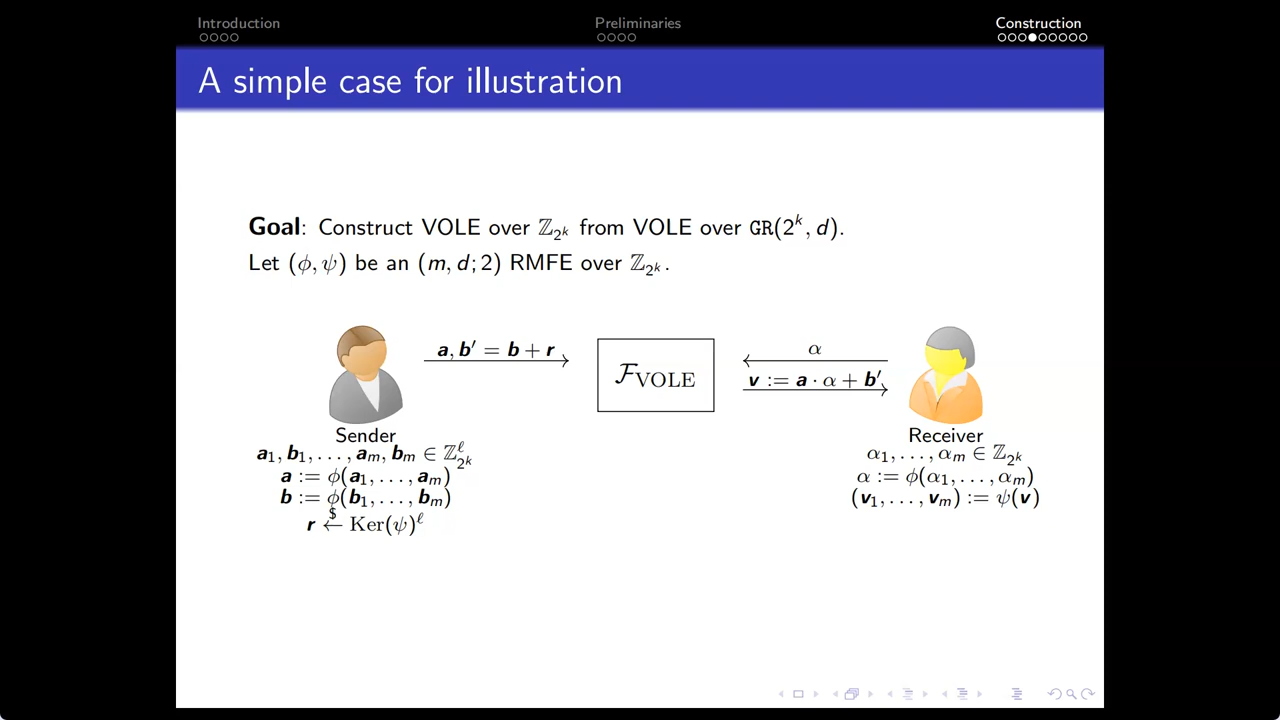 Introduction Preliminaries Construction
A simple case for illustration
Goal: Construct VOLE over ℤ_{2^k} from VOLE over GR(2^k, d).
Let (ϕ, ψ) be an (m, d; 2) RMFE over ℤ_{2^k}.
a, b′ = b + r
F_VOLE
α
v := a · α + b′
Sender
a_1, b_1, . . . , a_m, b_m ∈ ℤ^ℓ_{2^k}
a := ϕ(a_1, . . . , a_m)
b := ϕ(b_1, . . . , b_m)
r ←$ Ker(ψ)^ℓ
Receiver
α_1, . . . , α_m ∈ ℤ_{2^k}
α := ϕ(α_1, . . . , α_m)
(v_1, . . . , v_m) := ψ(v)